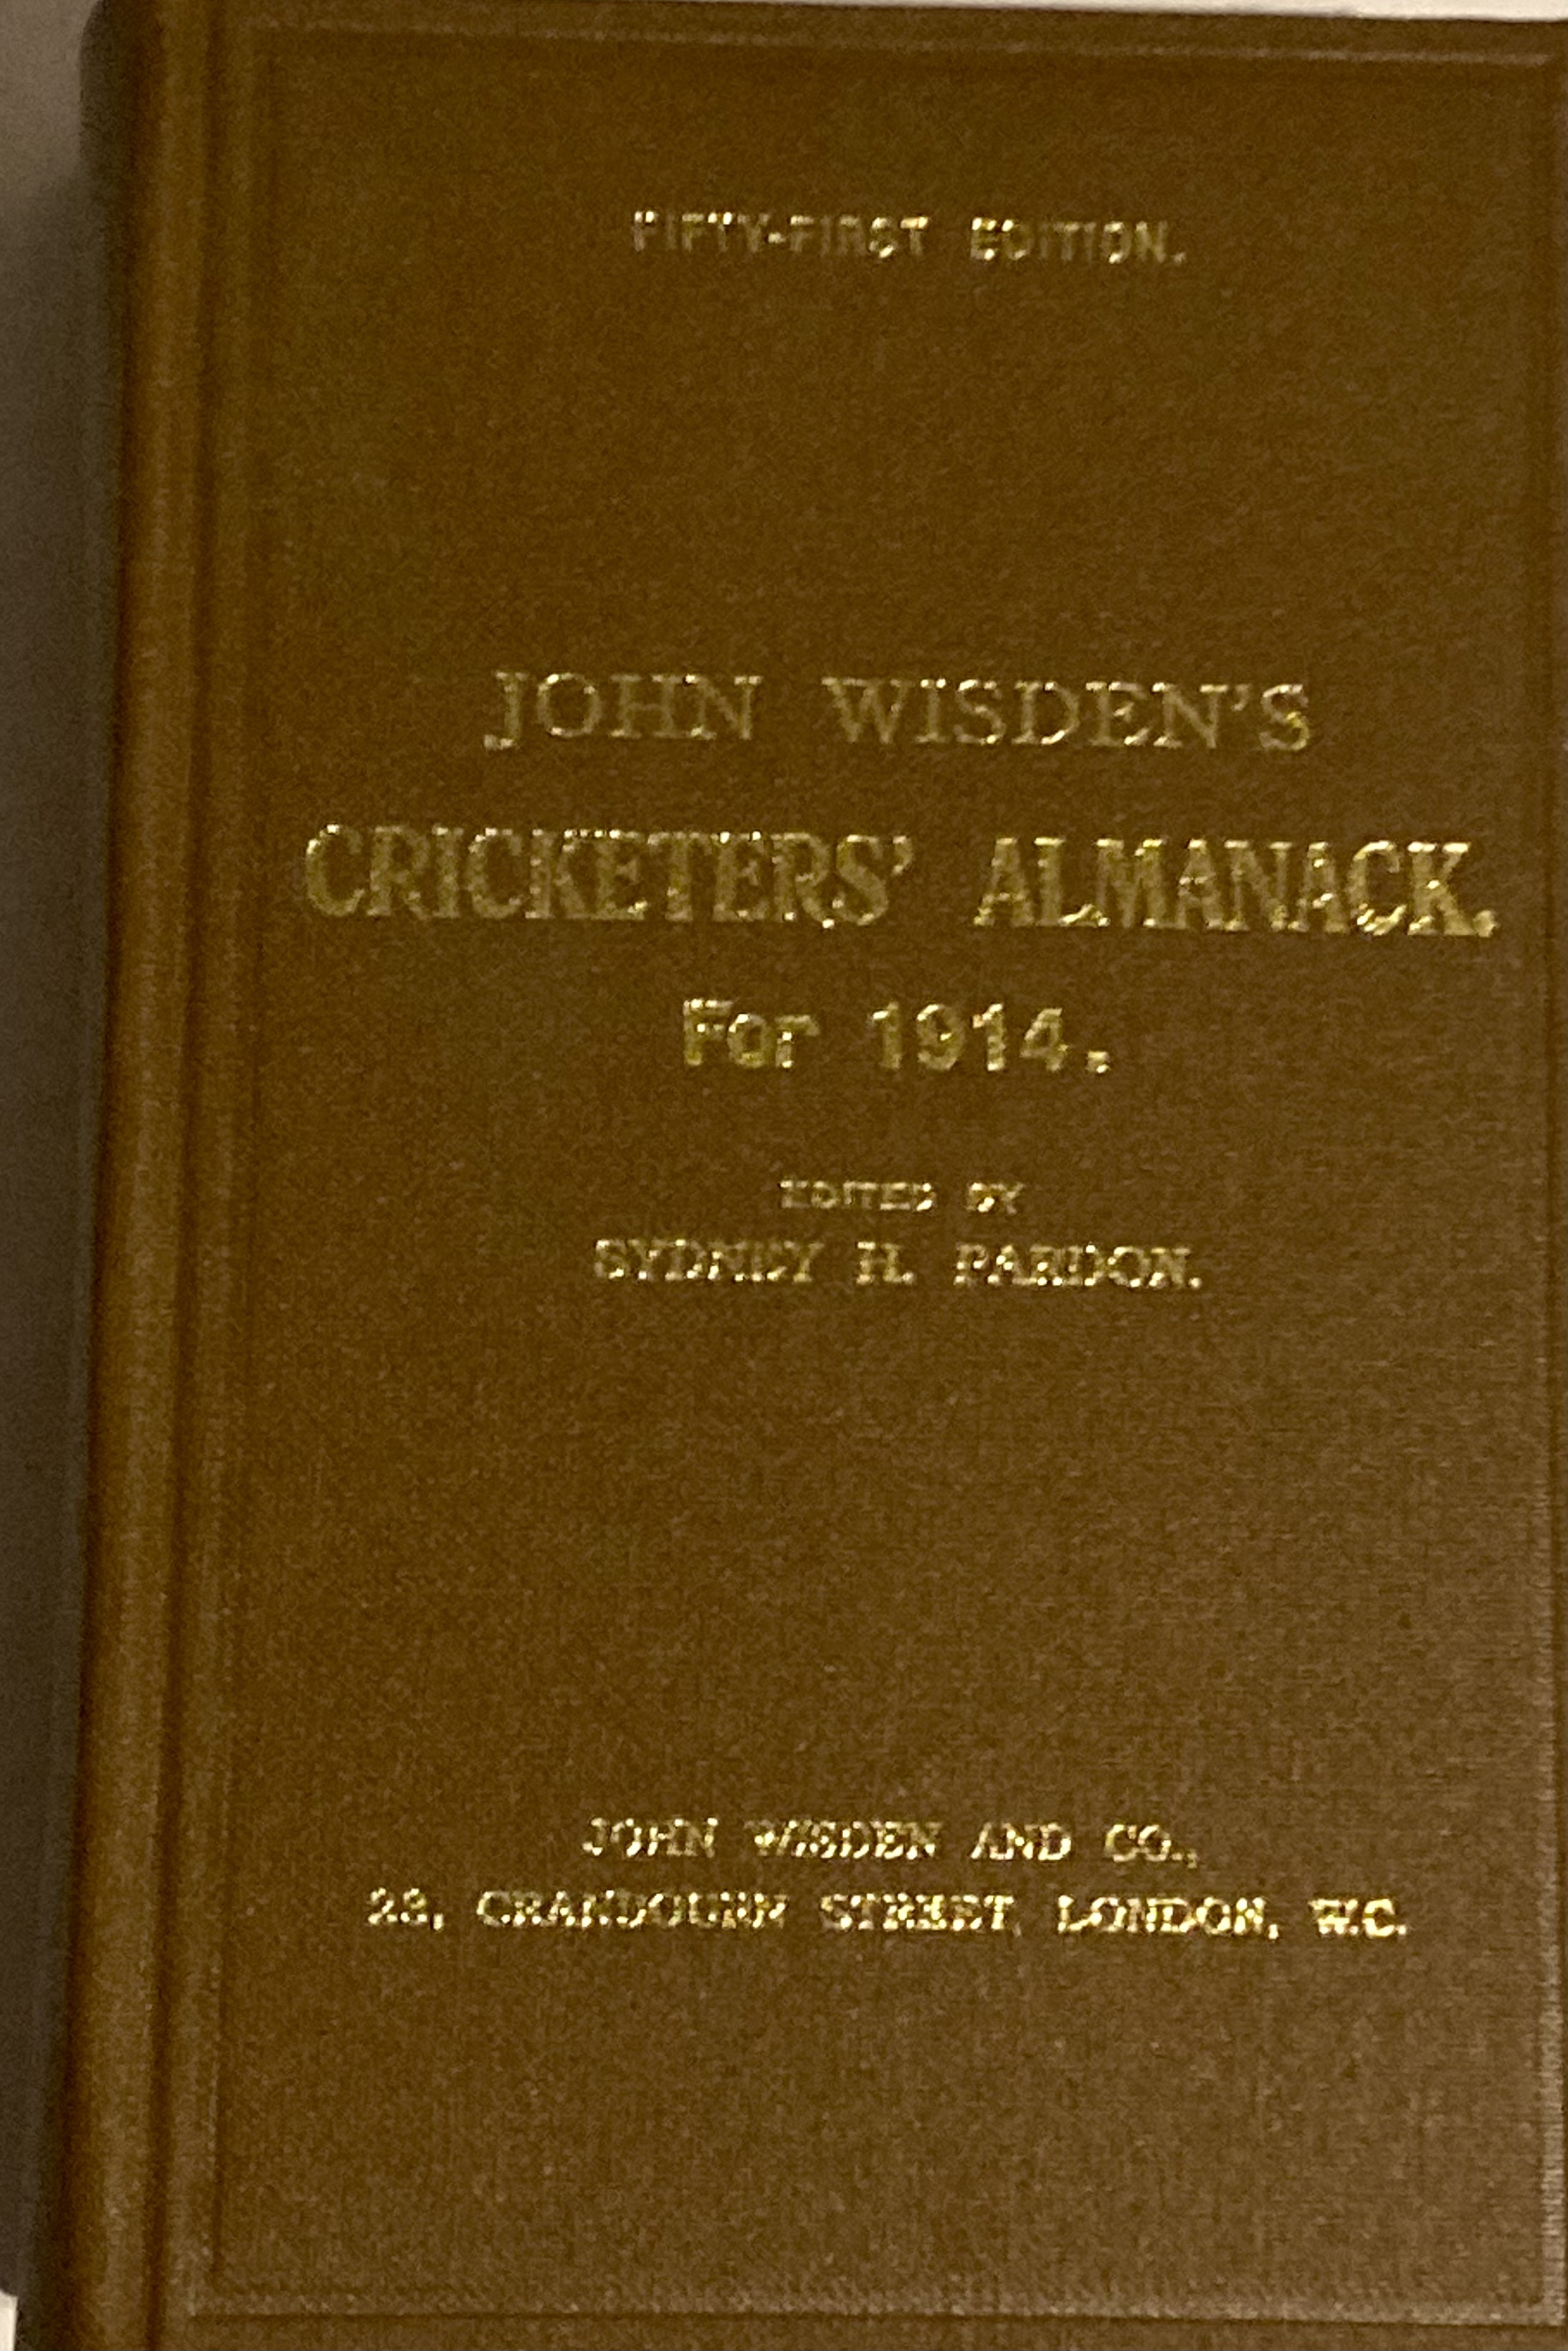 FIFTY-FIRST EDITION.
JOHN WISDEN'S
CRICKETERS' ALMANACK.
For 1914.
EDITED BY
SYDNEY H. PARDON.
JOHN WISDEN AND CO.,
23, CRANBOURN STREET, LONDON, W.C.